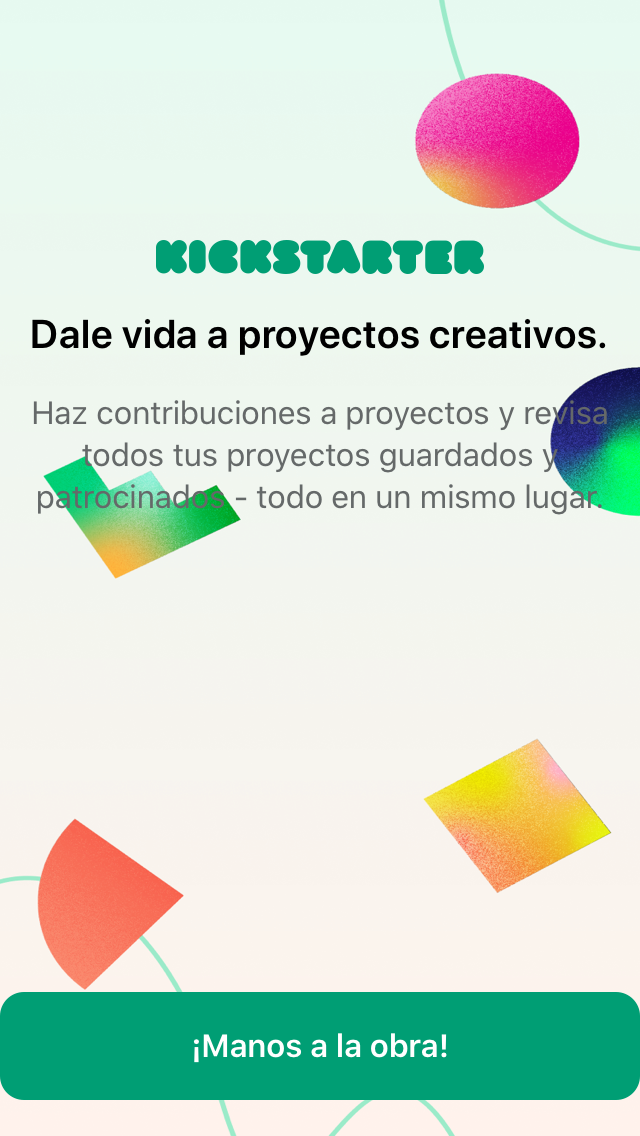 KICKSTARTER
Dale vida a proyectos creativos.
Haz contribuciones a proyectos y revisa
todos tus proyectos guardados y
patrocinados - todo en un mismo lugar.
¡Manos a la obra!